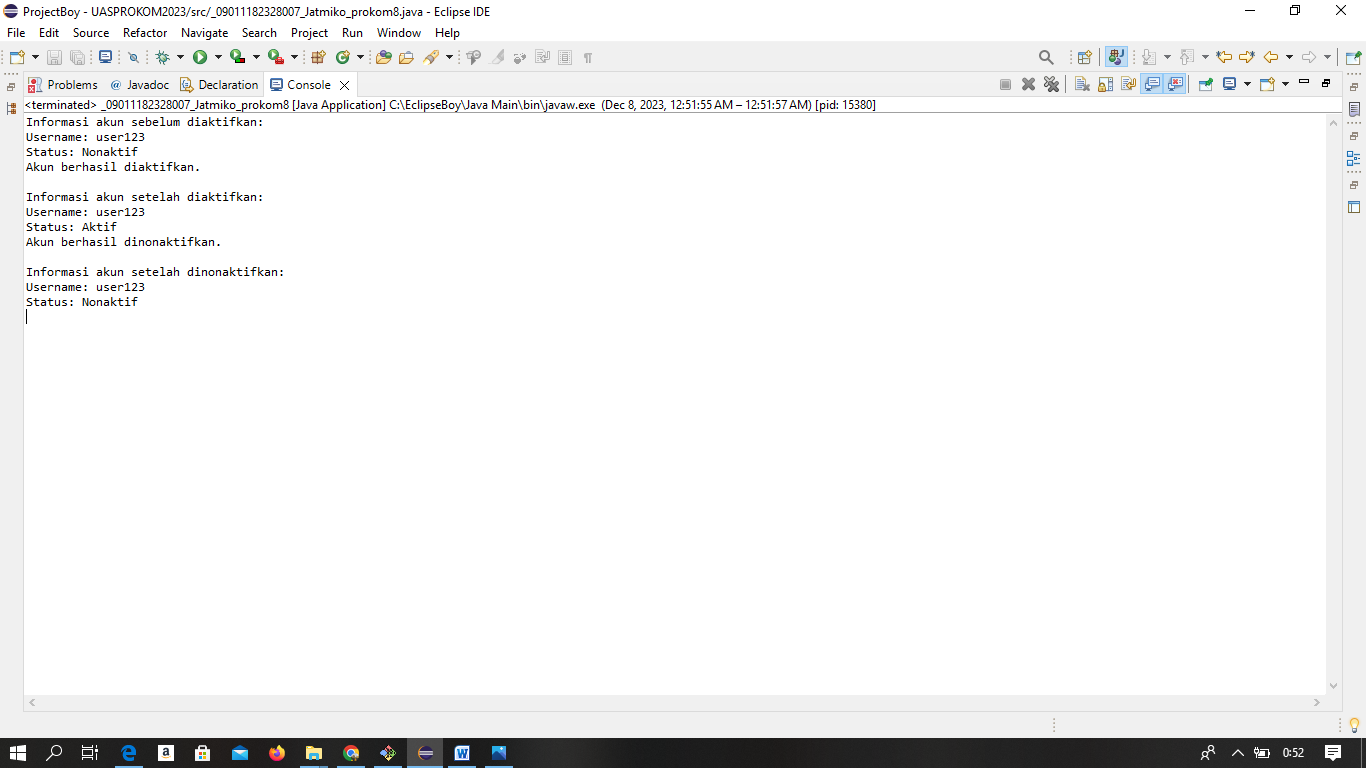 ProjectBoy - UASPROKOM2023/src/_09011182328007_Jatmiko_prokom8.java - Eclipse IDE
File Edit Source Refactor Navigate Search Project Run Window Help
Problems @ Javadoc Declaration Console
<terminated> _09011182328007_Jatmiko_prokom8 [Java Application] C:\EclipseBoy\Java Main\bin\javaw.exe (Dec 8, 2023, 12:51:55 AM – 12:51:57 AM) [pid: 15380]
Informasi akun sebelum diaktifkan:
Username: user123
Status: Nonaktif
Akun berhasil diaktifkan.
Informasi akun setelah diaktifkan:
Username: user123
Status: Aktif
Akun berhasil dinonaktifkan.
Informasi akun setelah dinonaktifkan:
Username: user123
Status: Nonaktif
0:52